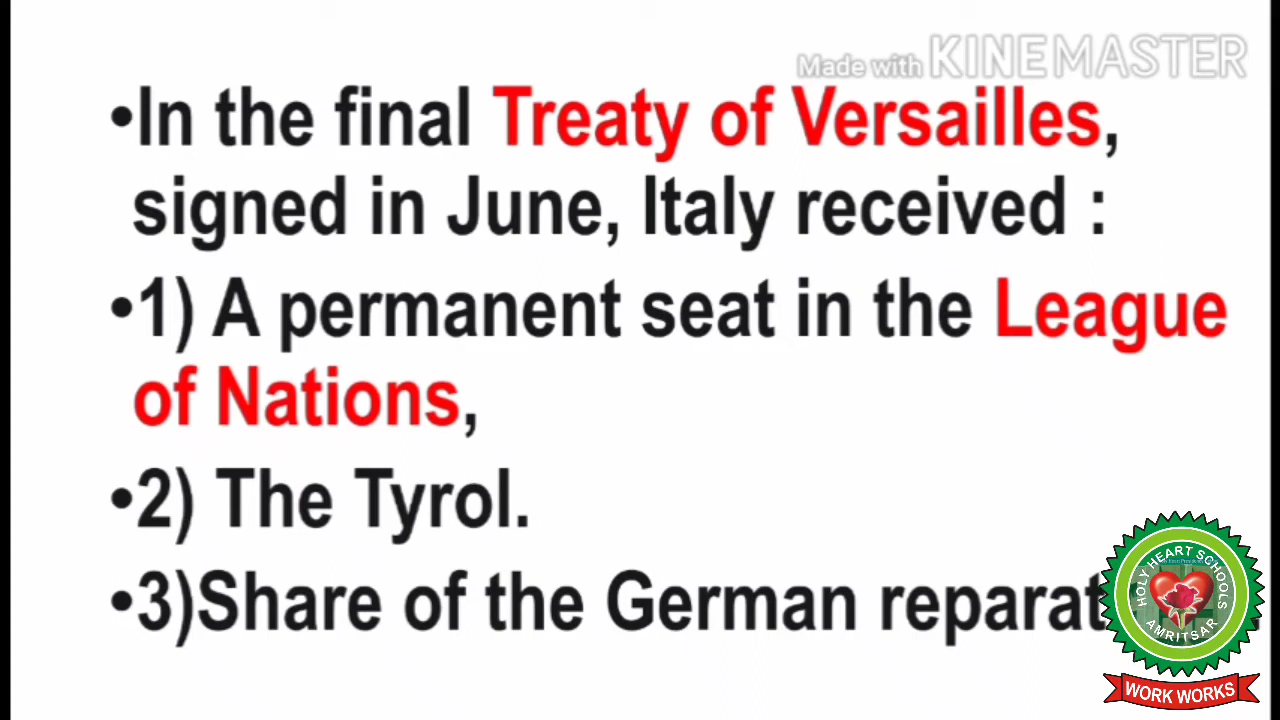 Made with KINEMASTER
•In the final Treaty of Versailles,
signed in June, Italy received :
•1) A permanent seat in the League
of Nations,
•2) The Tyrol.
•3)Share of the German reparat
HOLY HEART SCHOOLS
AMRITSAR
WORK WORKS